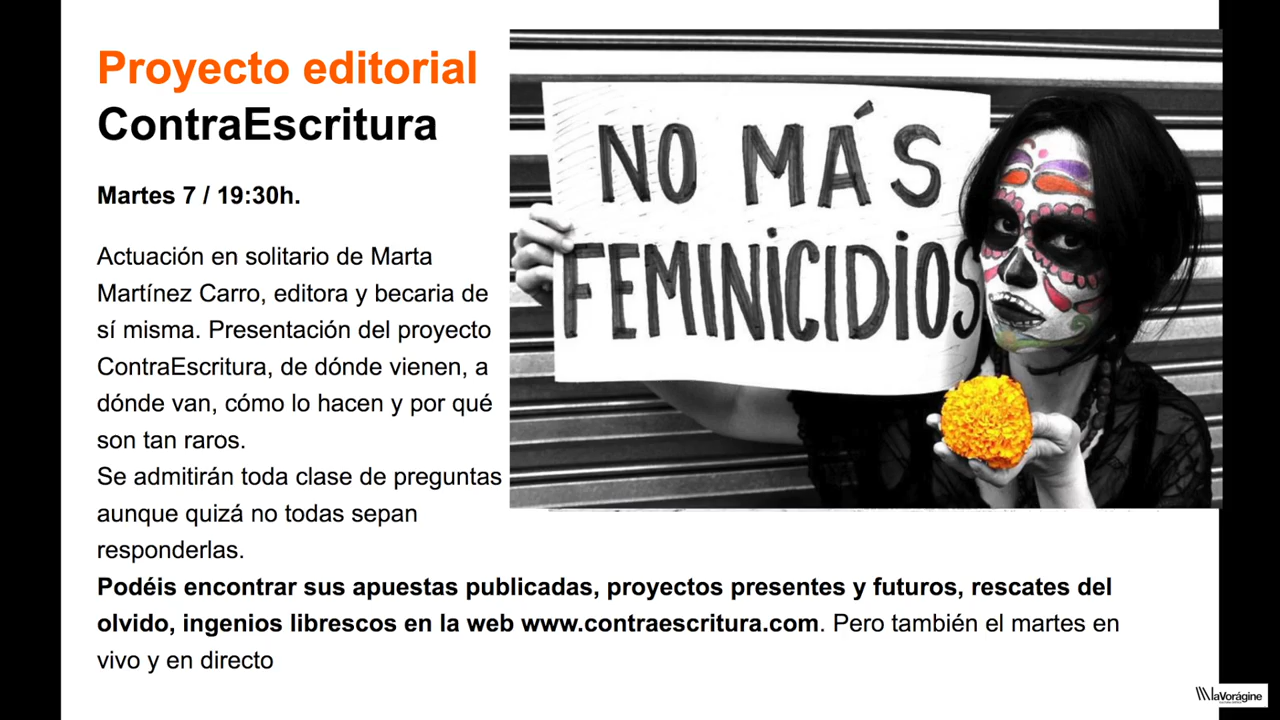 Proyecto editorial
ContraEscritura
Martes 7 / 19:30h.
Actuación en solitario de Marta
Martínez Carro, editora y becaria de
sí misma. Presentación del proyecto
ContraEscritura, de dónde vienen, a
dónde van, cómo lo hacen y por qué
son tan raros.
Se admitirán toda clase de preguntas
aunque quizá no todas sepan
responderlas.
Podéis encontrar sus apuestas publicadas, proyectos presentes y futuros, rescates del
olvido, ingenios librescos en la web www.contraescritura.com. Pero también el martes en
vivo y en directo
NO MÁS
FEMINICIDIOS
laVorágine